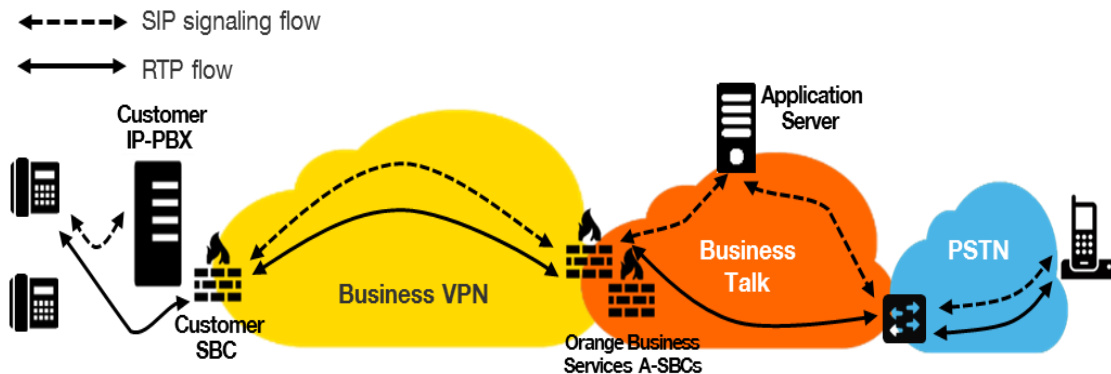 SIP signaling flow
RTP flow
Customer
IP-PBX
Application
Server
Business VPN
Business
Talk
PSTN
Customer
SBC
Orange Business
Services A-SBCs